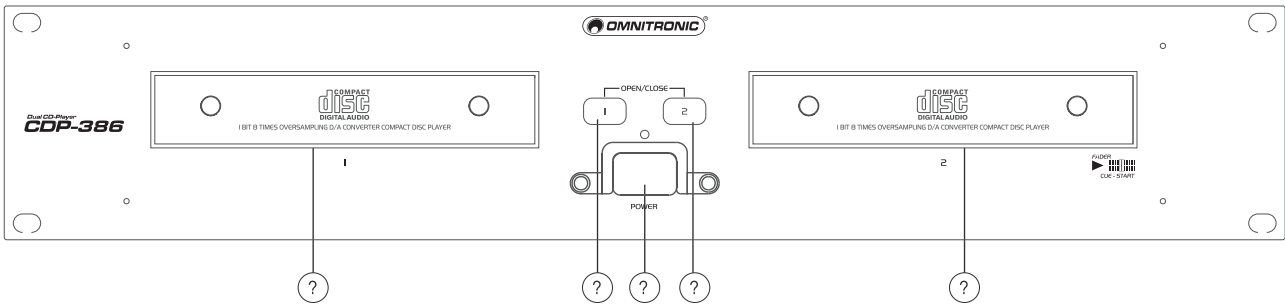 OMNITRONIC®
COMPACT
disc
DIGITAL AUDIO
1 BIT 8 TIMES OVERSAMPLING D/A CONVERTER COMPACT DISC PLAYER
OPEN/CLOSE
1
2
COMPACT
disc
DIGITAL AUDIO
1 BIT 8 TIMES OVERSAMPLING D/A CONVERTER COMPACT DISC PLAYER
Dual CD-Player
CDP-386
1
2
FADER
CUE - START
POWER
? ? ? ? ?